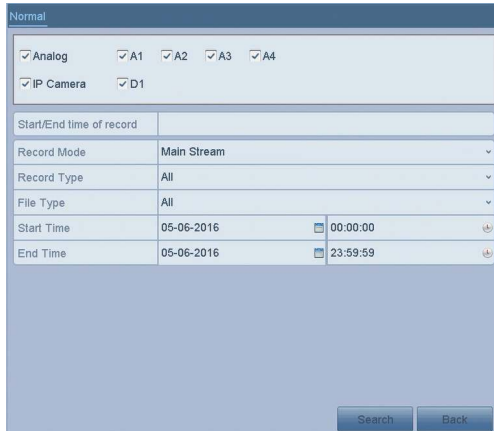 Normal
Analog A1 A2 A3 A4
IP Camera D1
Start/End time of record
Record Mode Main Stream
Record Type All
File Type All
Start Time 05-06-2016 00:00:00
End Time 05-06-2016 23:59:59
Search Back